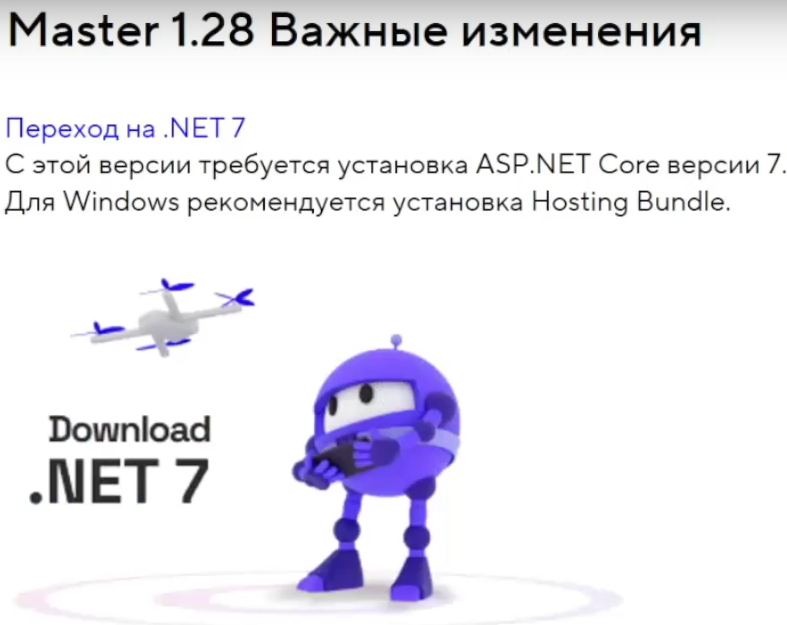 Master 1.28 Важные изменения
Переход на .NET 7
С этой версии требуется установка ASP.NET Core версии 7.
Для Windows рекомендуется установка Hosting Bundle.
Download
.NET 7